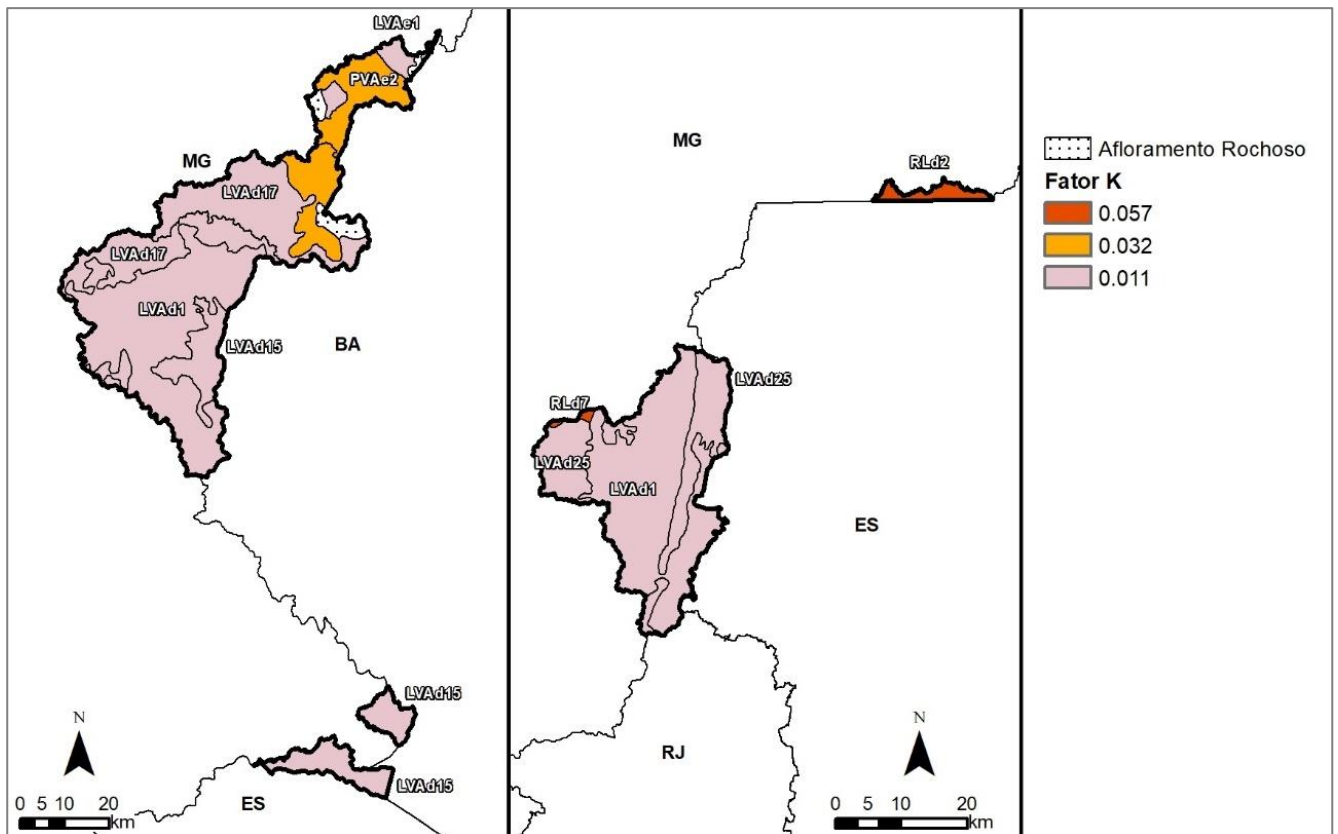 LVAe1
PVAe2
MG
LVAd17
LVAd17
LVAd1
LVAd15
BA
LVAd15
N
LVAd15
ES
0 5 10 20
km
MG
RLd2
LVAd25
RLd7
LVAd25
LVAd1
ES
N
RJ
0 5 10 20
km
Afloramento Rochoso
Fator K
0.057
0.032
0.011